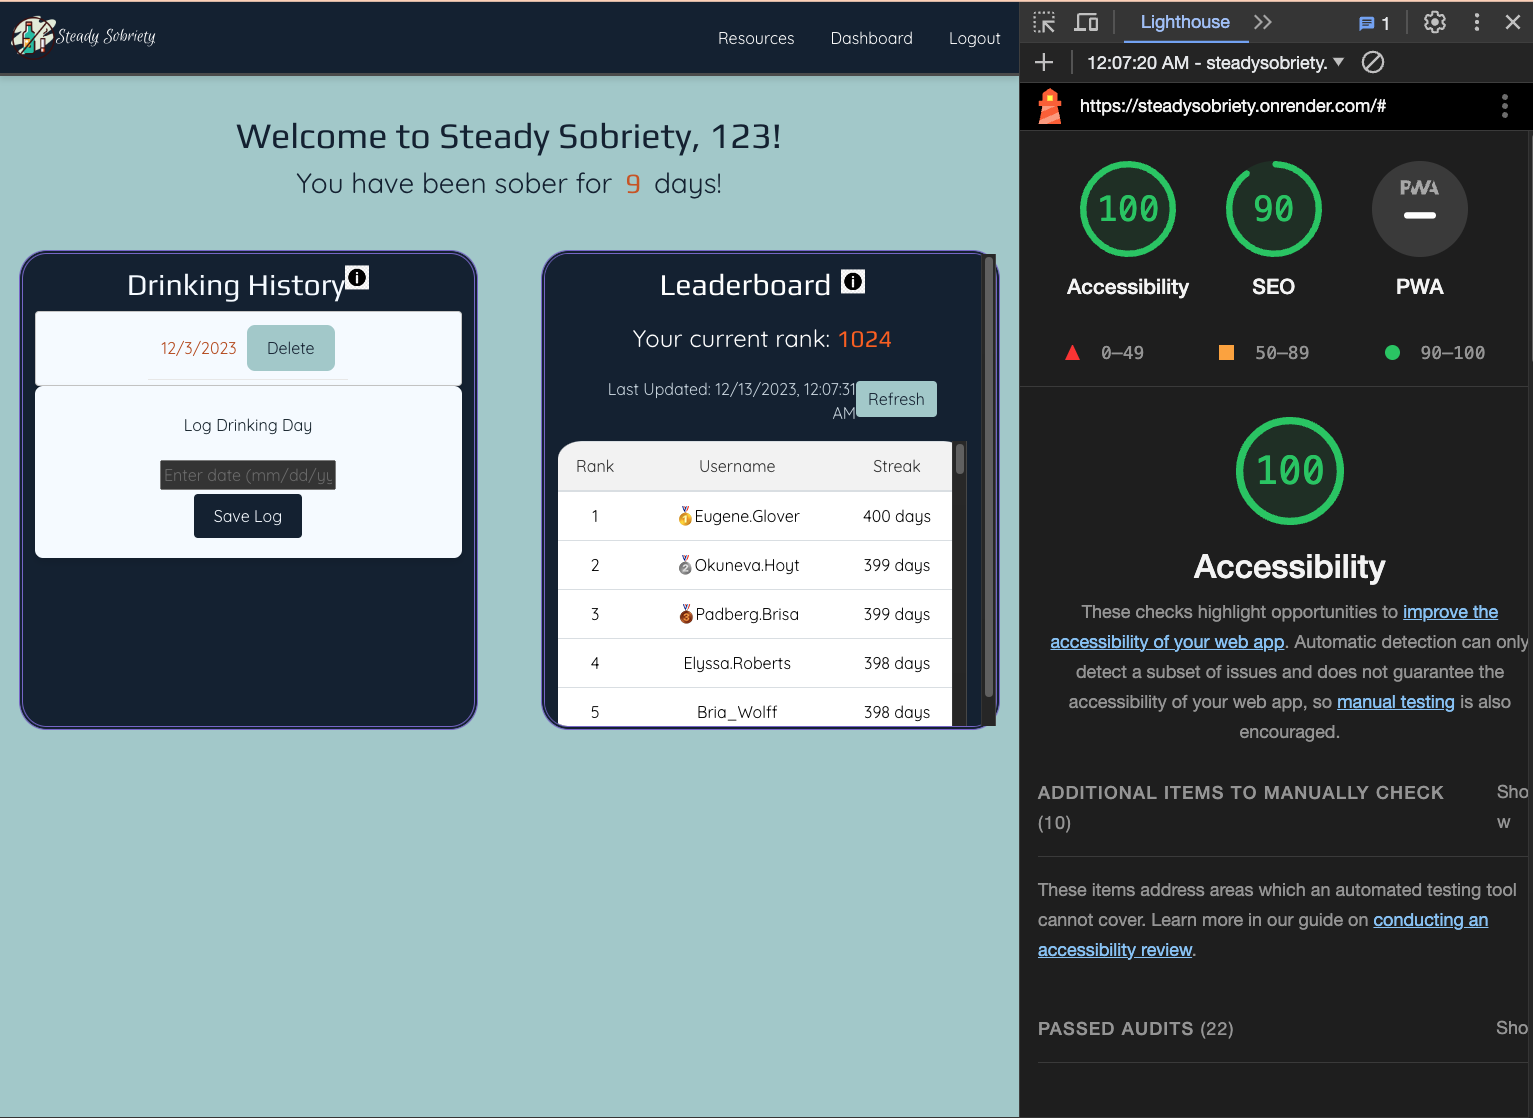 Steady Sobriety
Resources
Dashboard
Logout
Welcome to Steady Sobriety, 123!
You have been sober for 9 days!
Drinking History
12/3/2023
Delete
Log Drinking Day
Enter date (mm/dd/yy
Save Log
Leaderboard
Your current rank: 1024
Last Updated: 12/13/2023, 12:07:31
AM
Refresh
Rank Username Streak
1 Eugene.Glover 400 days
2 Okuneva.Hoyt 399 days
3 Padberg.Brisa 399 days
4 Elyssa.Roberts 398 days
5 Bria_Wolff 398 days
Lighthouse
1
12:07:20 AM - steadysobriety.
https://steadysobriety.onrender.com/#
100 90 PWA
Accessibility SEO PWA
0–49 50–89 90–100
100
Accessibility
These checks highlight opportunities to improve the
accessibility of your web app. Automatic detection can only
detect a subset of issues and does not guarantee the
accessibility of your web app, so manual testing is also
encouraged.
ADDITIONAL ITEMS TO MANUALLY CHECK
(10)
Sho
w
These items address areas which an automated testing tool
cannot cover. Learn more in our guide on conducting an
accessibility review.
PASSED AUDITS (22)
Sho